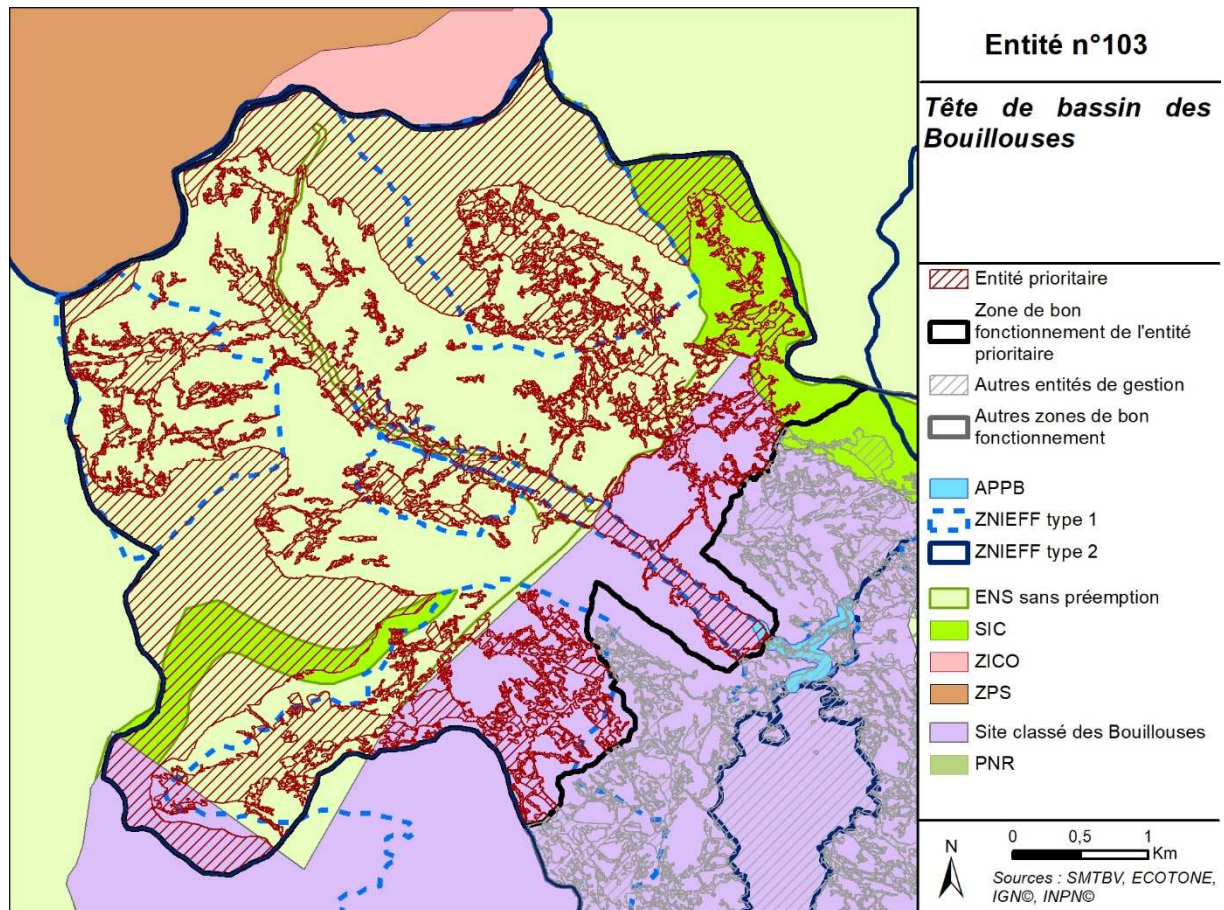 Entité n°103
Tête de bassin des
Bouillouses
Entité prioritaire
Zone de bon
fonctionnement de l'entité
prioritaire
Autres entités de gestion
Autres zones de bon
fonctionnement
APPB
ZNIEFF type 1
ZNIEFF type 2
ENS sans préemption
SIC
ZICO
ZPS
Site classé des Bouillouses
PNR
N
0 0,5 1
Km
Sources : SMTBV, ECOTONE,
IGN©, INPN©